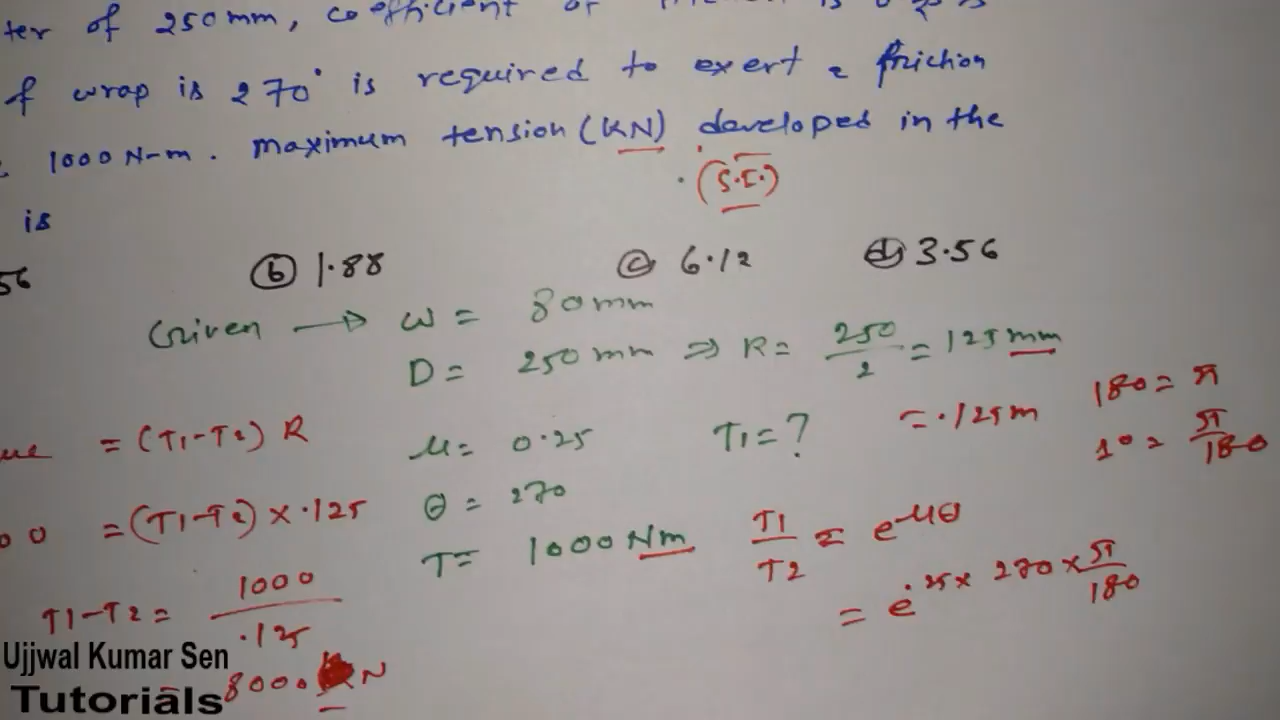 ter of 250mm, coefficient of
f wrap is 270° is required to exert a friction
1000 N-m. maximum tension (KN) developed in the
(S.I.)
is
56 (b) 1.88 (c) 6.12 (d) 3.56
Given → W = 80mm
D = 250mm ⇒ R = 250/2 = 125mm
= .125m
180 = π
1° = π/180
= (T1-T2) R
μ = 0.25
T1 = ?
θ = 270
= (T1-T2) × .125
T = 1000 Nm
T1/T2 = e^μθ
= e^.25 × 270 × π/180
T1-T2 = 1000/.125
8000 N
Ujjwal Kumar Sen
Tutorials